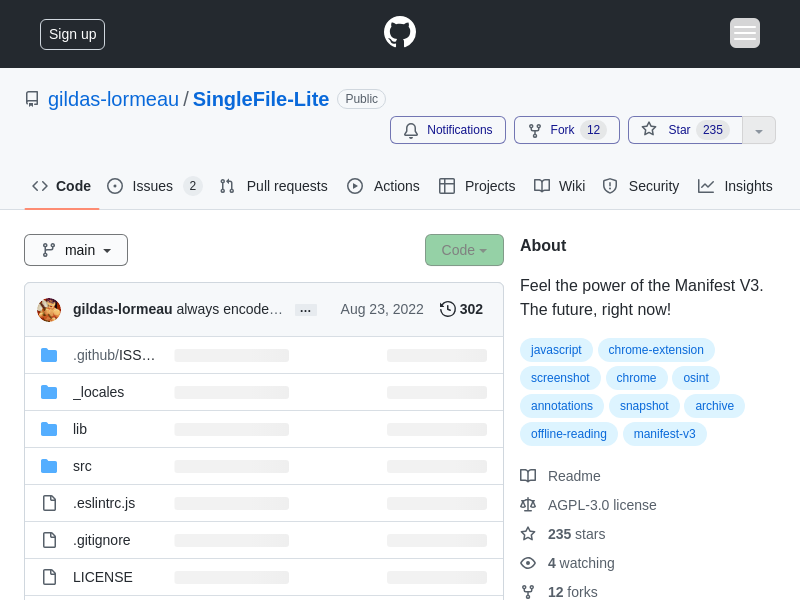 Sign up
gildas-lormeau / SingleFile-Lite Public
Notifications Fork 12 Star 235
Code Issues 2 Pull requests Actions Projects Wiki Security Insights
main Code
gildas-lormeau always encode… … Aug 23, 2022 302
.github/ISS…
_locales
lib
src
.eslintrc.js
.gitignore
LICENSE
About
Feel the power of the Manifest V3.
The future, right now!
javascript chrome-extension
screenshot chrome osint
annotations snapshot archive
offline-reading manifest-v3
Readme
AGPL-3.0 license
235 stars
4 watching
12 forks